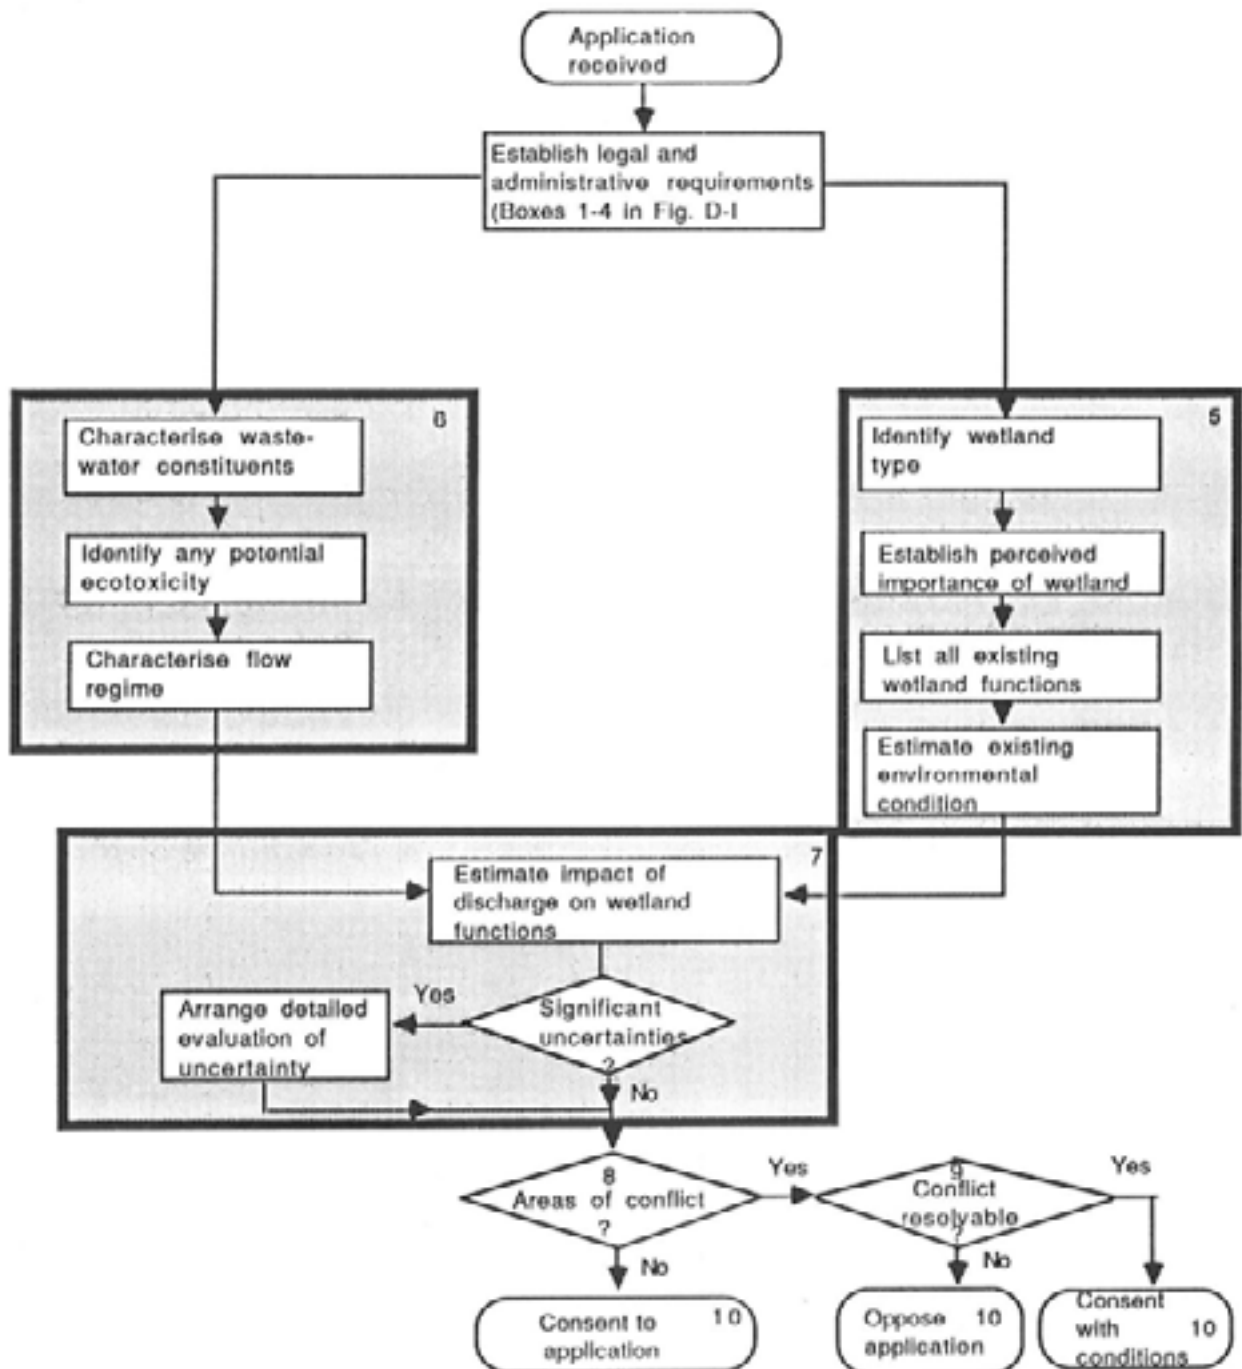 Application
received
Establish legal and
administrative requirements
(Boxes 1-4 in Fig. D-I
6
Characterise waste-
water constituents
Identify any potential
ecotoxicity
Characterise flow
regime
5
Identify wetland
type
Establish perceived
importance of wetland
List all existing
wetland functions
Estimate existing
environmental
condition
7
Estimate impact of
discharge on wetland
functions
Significant
uncertainties
?
Yes
No
Arrange detailed
evaluation of
uncertainty
8
Areas of conflict
?
Yes
No
9
Conflict
resolvable
?
Yes
No
Consent to 10
application
Oppose 10
application
Consent
with 10
conditions